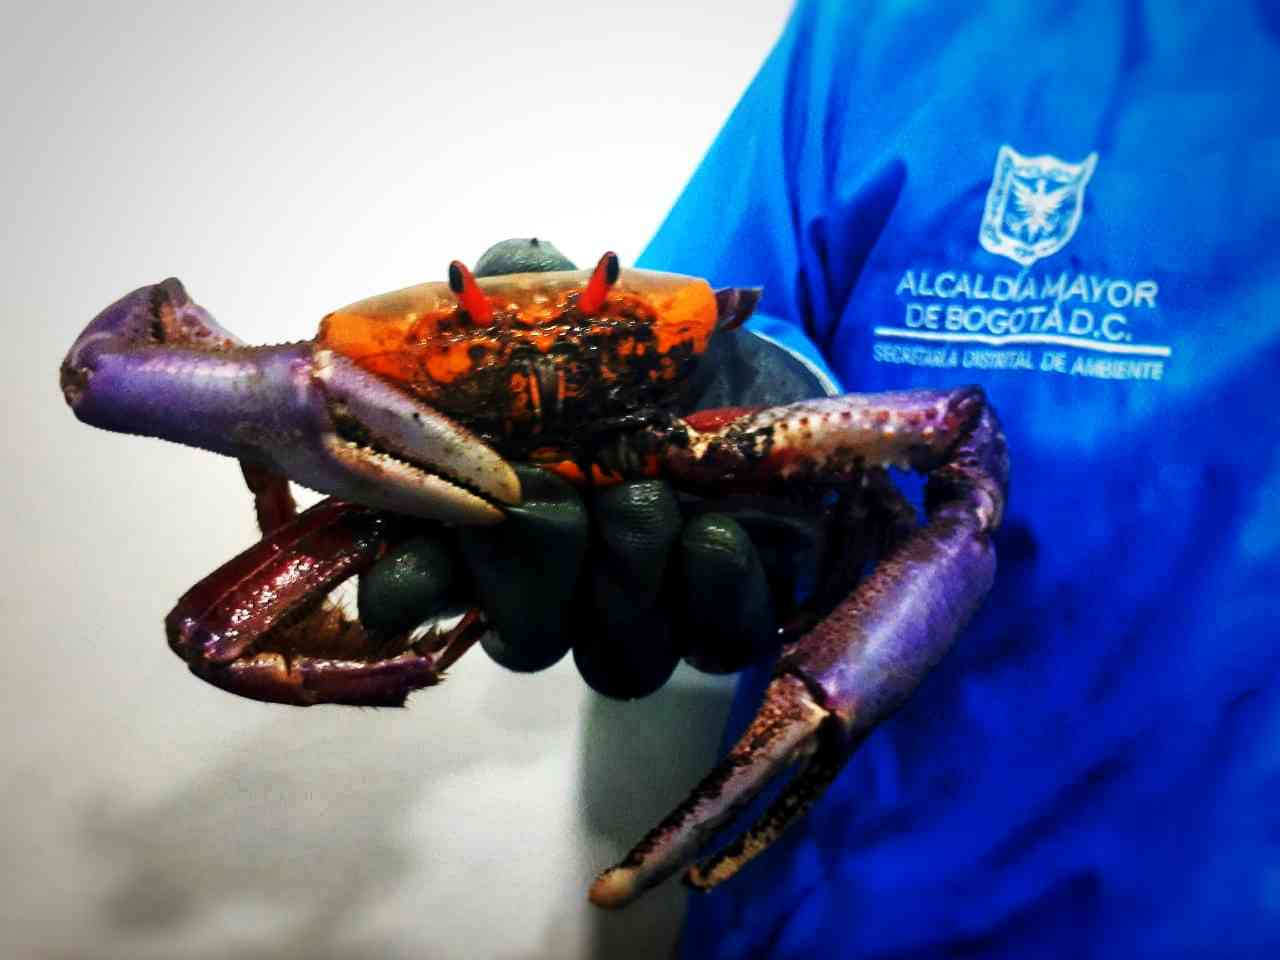 ALCALDÍA MAYOR
DE BOGOTÁ D.C.
SECRETARÍA DISTRITAL DE AMBIENTE